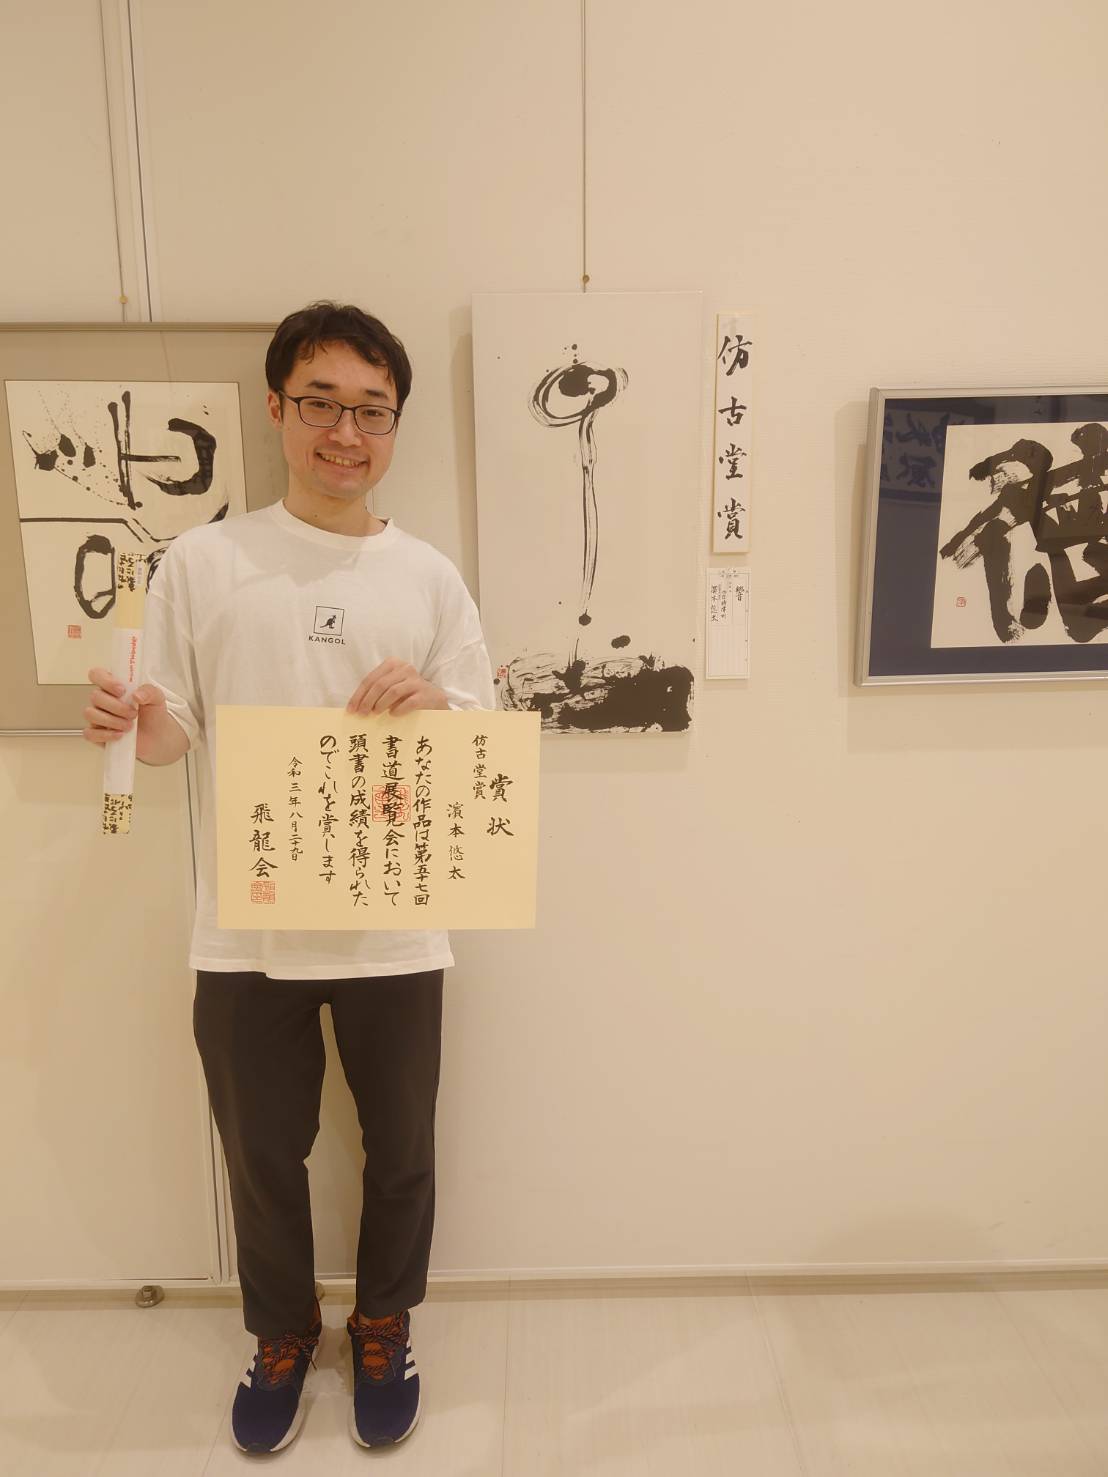 仿古堂賞
響
濱本悠太
KANGOL
賞状
仿古堂賞
濱本悠太
あなたの作品は第五十七回
書道展覧会において
頭書の成績を得られた
のでこれを賞します
令和三年八月二十九日
飛龍会
德